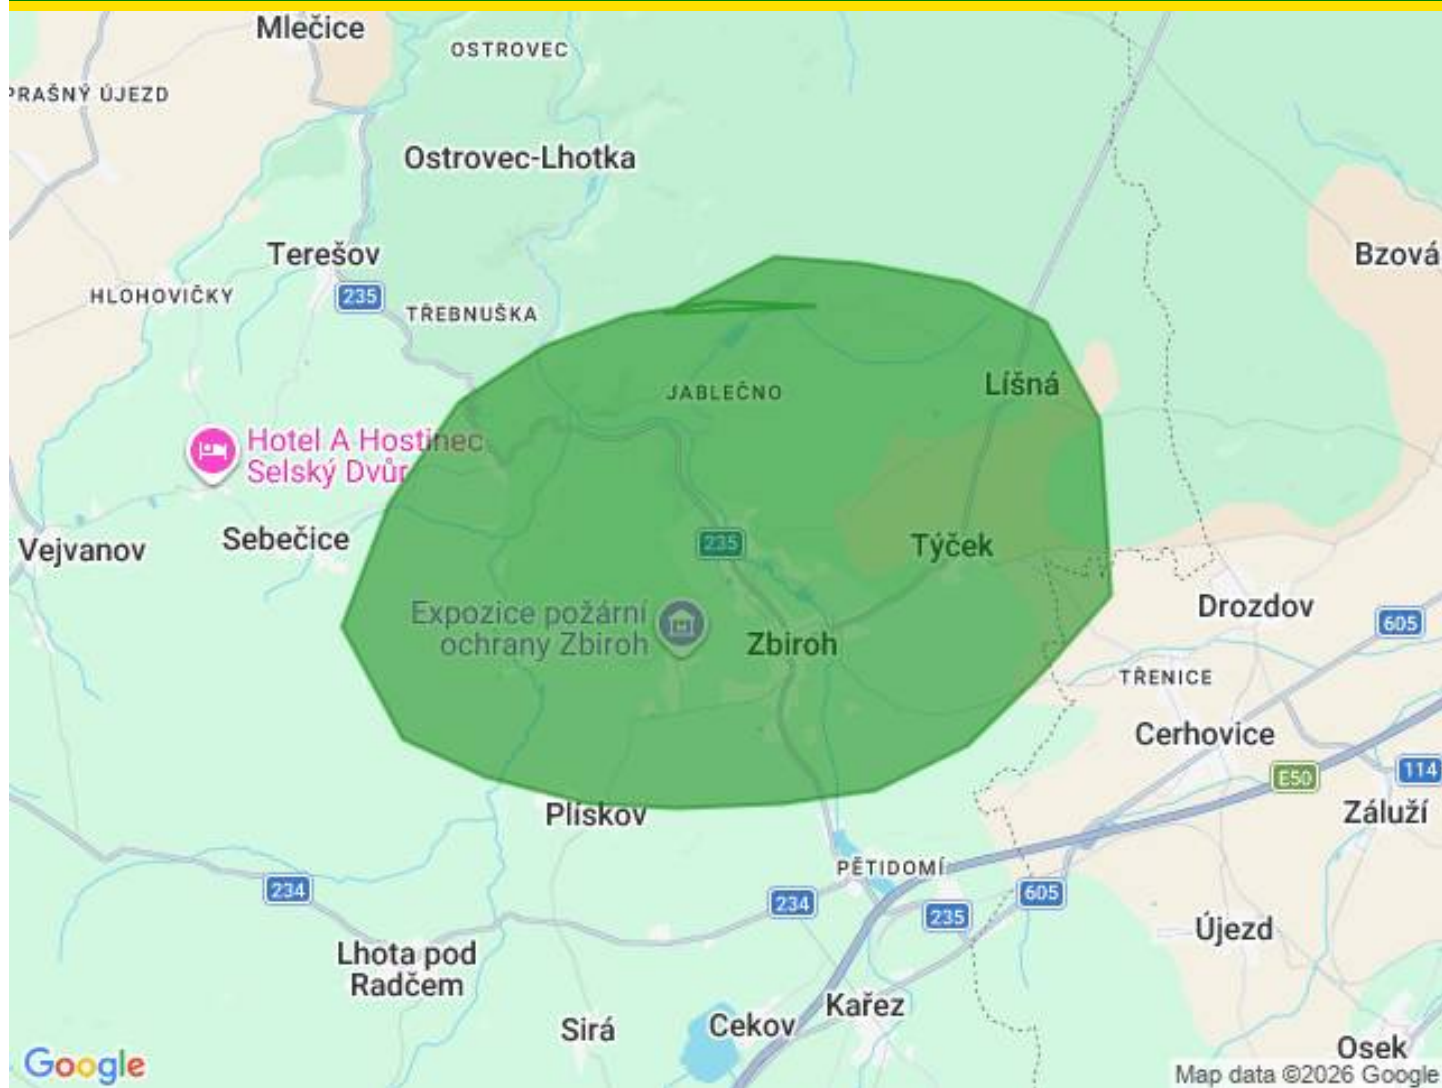 Mlečice
OSTROVEC
PRAŠNÝ ÚJEZD
Ostrovec-Lhotka
Terešov
Bzová
HLOHOVIČKY
235
TŘEBNUŠKA
Líšná
JABLEČNO
Hotel A Hostinec
Selský Dvůr
Sebečice
Vejvanov
235
Týček
Drozdov
605
Expozice požární
ochrany Zbiroh
Zbiroh
TŘENICE
Cerhovice
E50
114
Plískov
Záluží
PĚTIDOMÍ
234
234
235
605
Újezd
Lhota pod
Radčem
Kařez
Sirá
Cekov
Osek
Google
Map data ©2026 Google